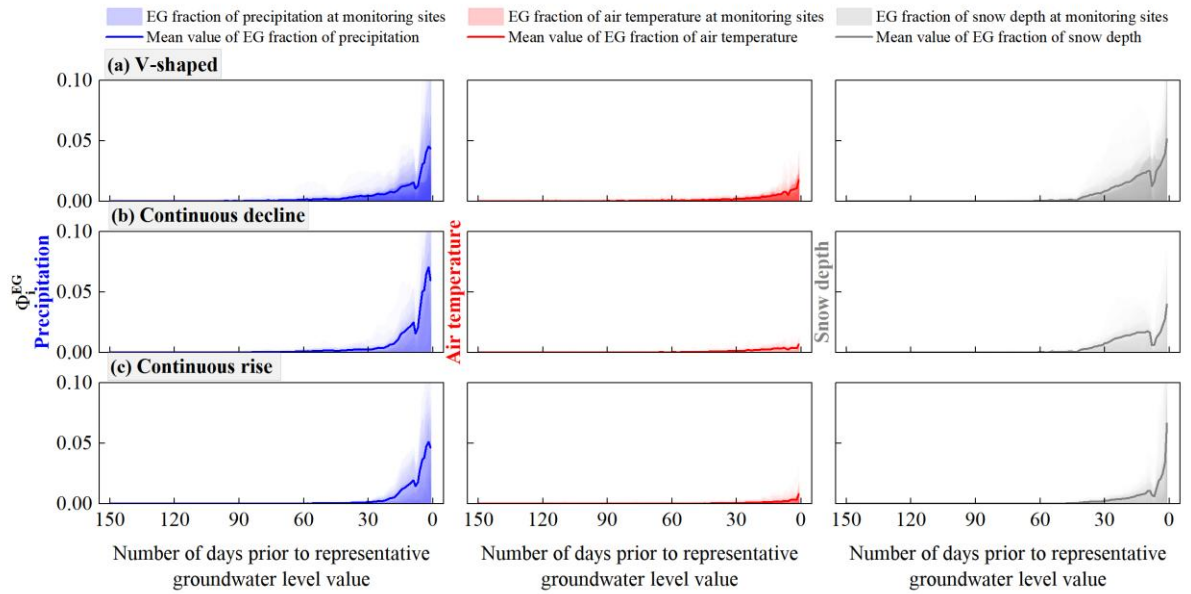 EG fraction of precipitation at monitoring sites
Mean value of EG fraction of precipitation
EG fraction of air temperature at monitoring sites
Mean value of EG fraction of air temperature
EG fraction of snow depth at monitoring sites
Mean value of EG fraction of snow depth
(a) V-shaped
0.10
0.05
0.00
(b) Continuous decline
0.10
0.05
0.00
(c) Continuous rise
0.10
0.05
0.00
Φ_i^EG
Precipitation
Air temperature
Snow depth
150 120 90 60 30 0
150 120 90 60 30 0
150 120 90 60 30 0
Number of days prior to representative
groundwater level value
Number of days prior to representative
groundwater level value
Number of days prior to representative
groundwater level value